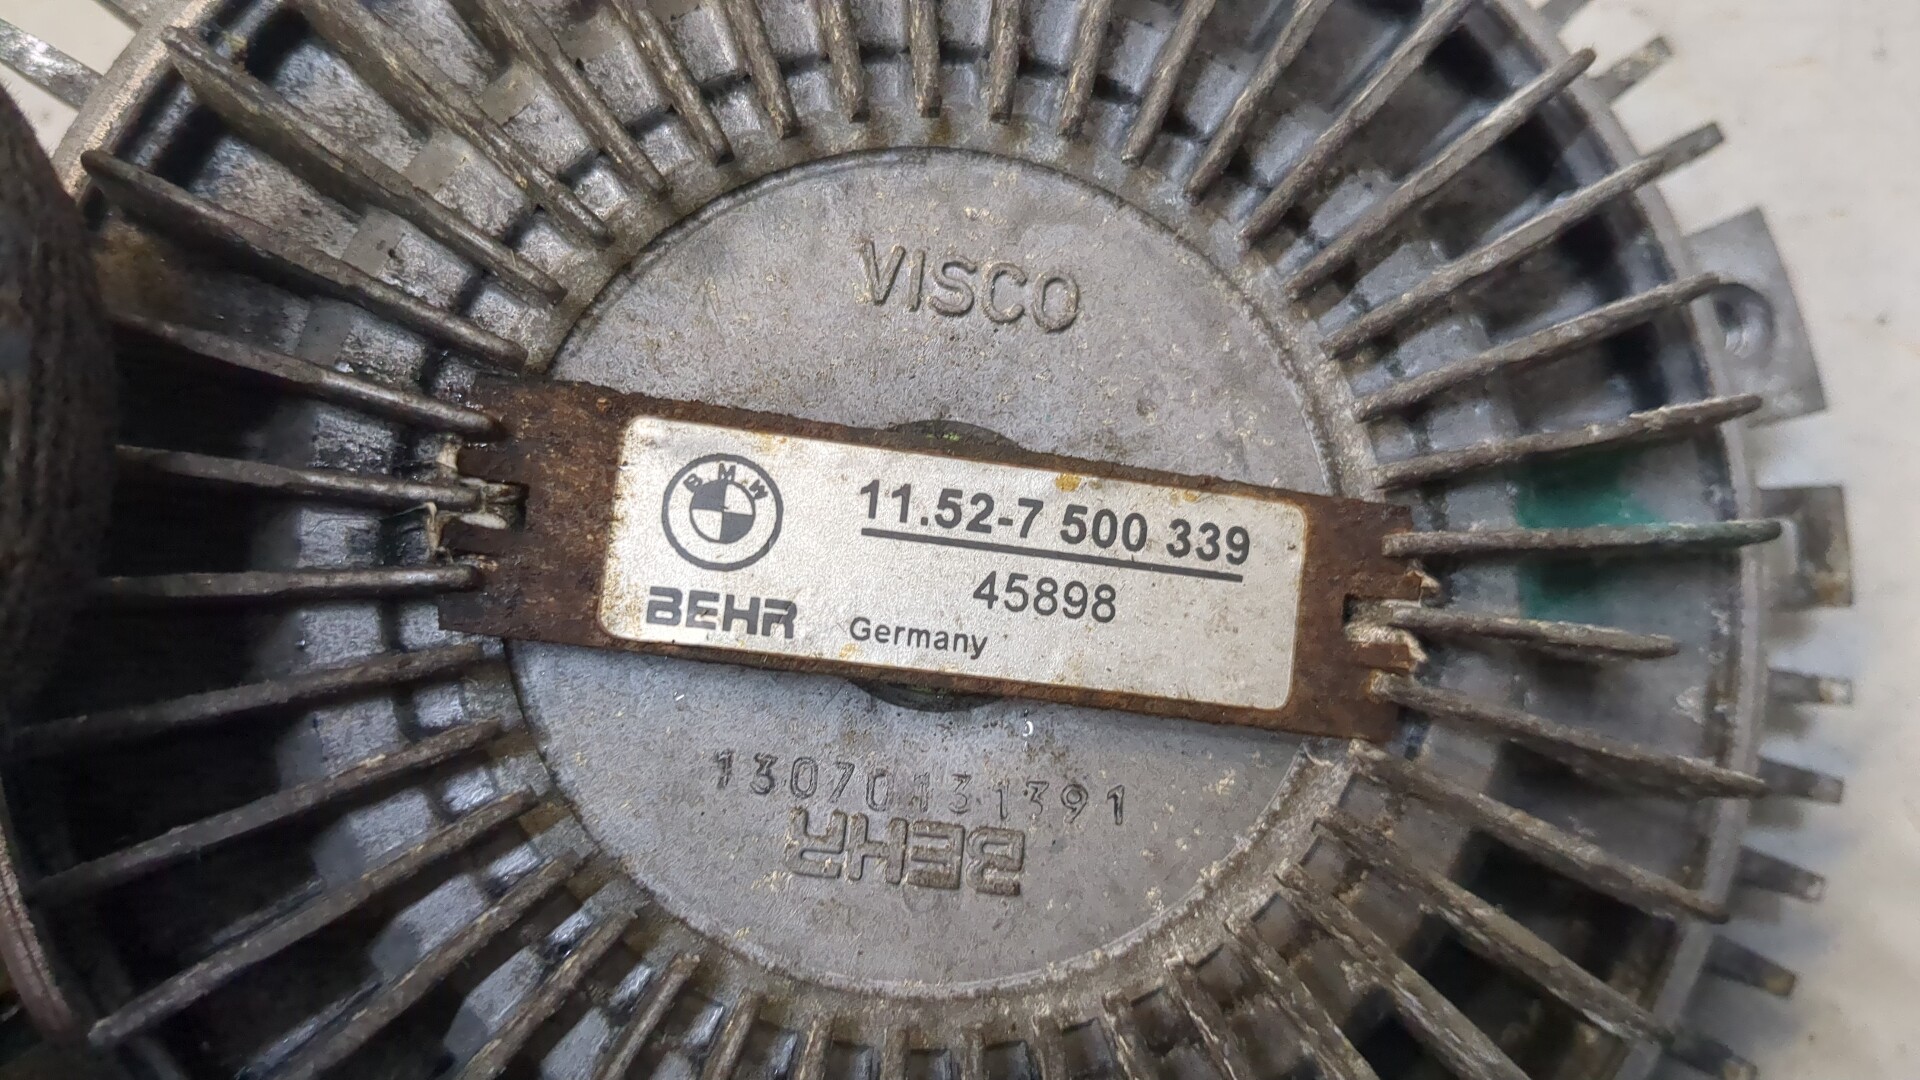 VISCO
BMW
11.52-7 500 339
45898
BEHR Germany
13070131391
BEHR